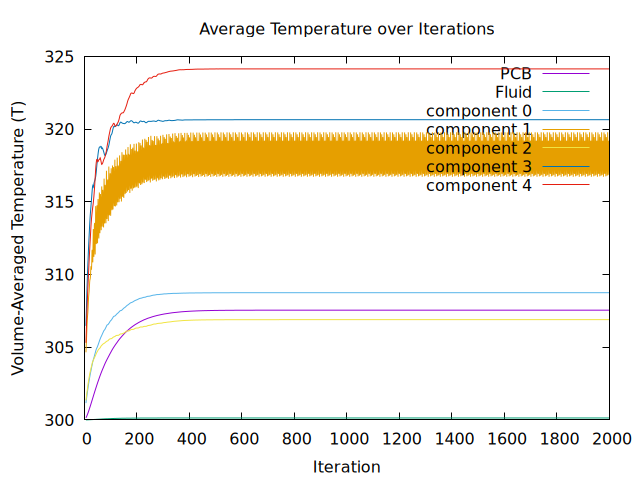 Average Temperature over Iterations
Volume-Averaged Temperature (T)
325
320
315
310
305
300
0 200 400 600 800 1000 1200 1400 1600 1800 2000
Iteration
PCB
Fluid
component 0
component 1
component 2
component 3
component 4